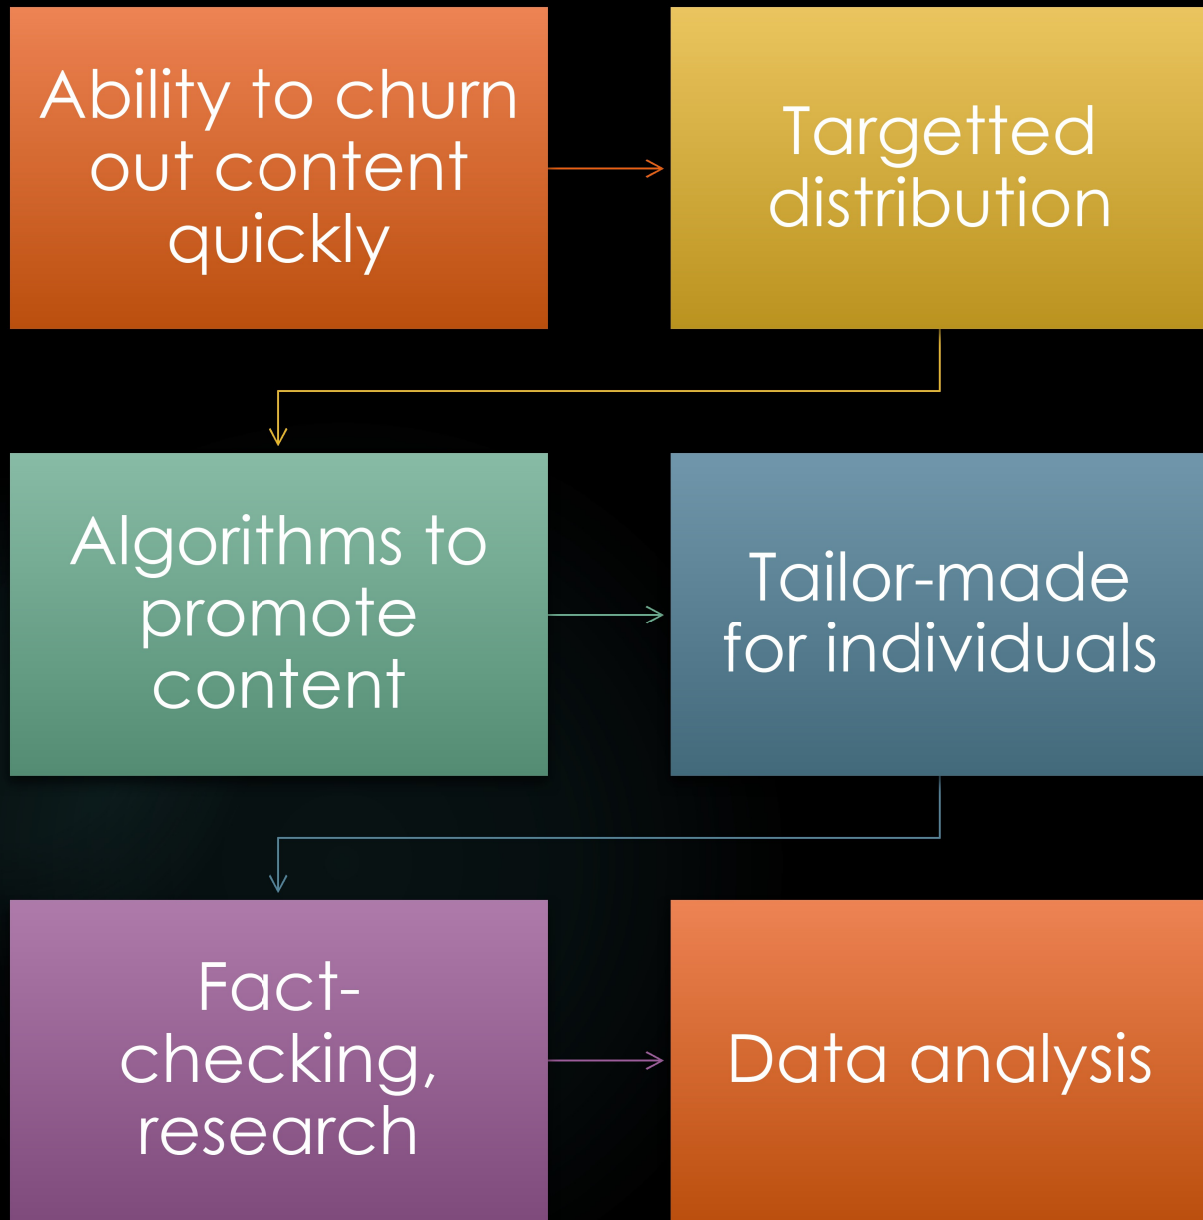 Ability to churn
out content
quickly
Targetted
distribution
Algorithms to
promote
content
Tailor-made
for individuals
Fact-
checking,
research
Data analysis